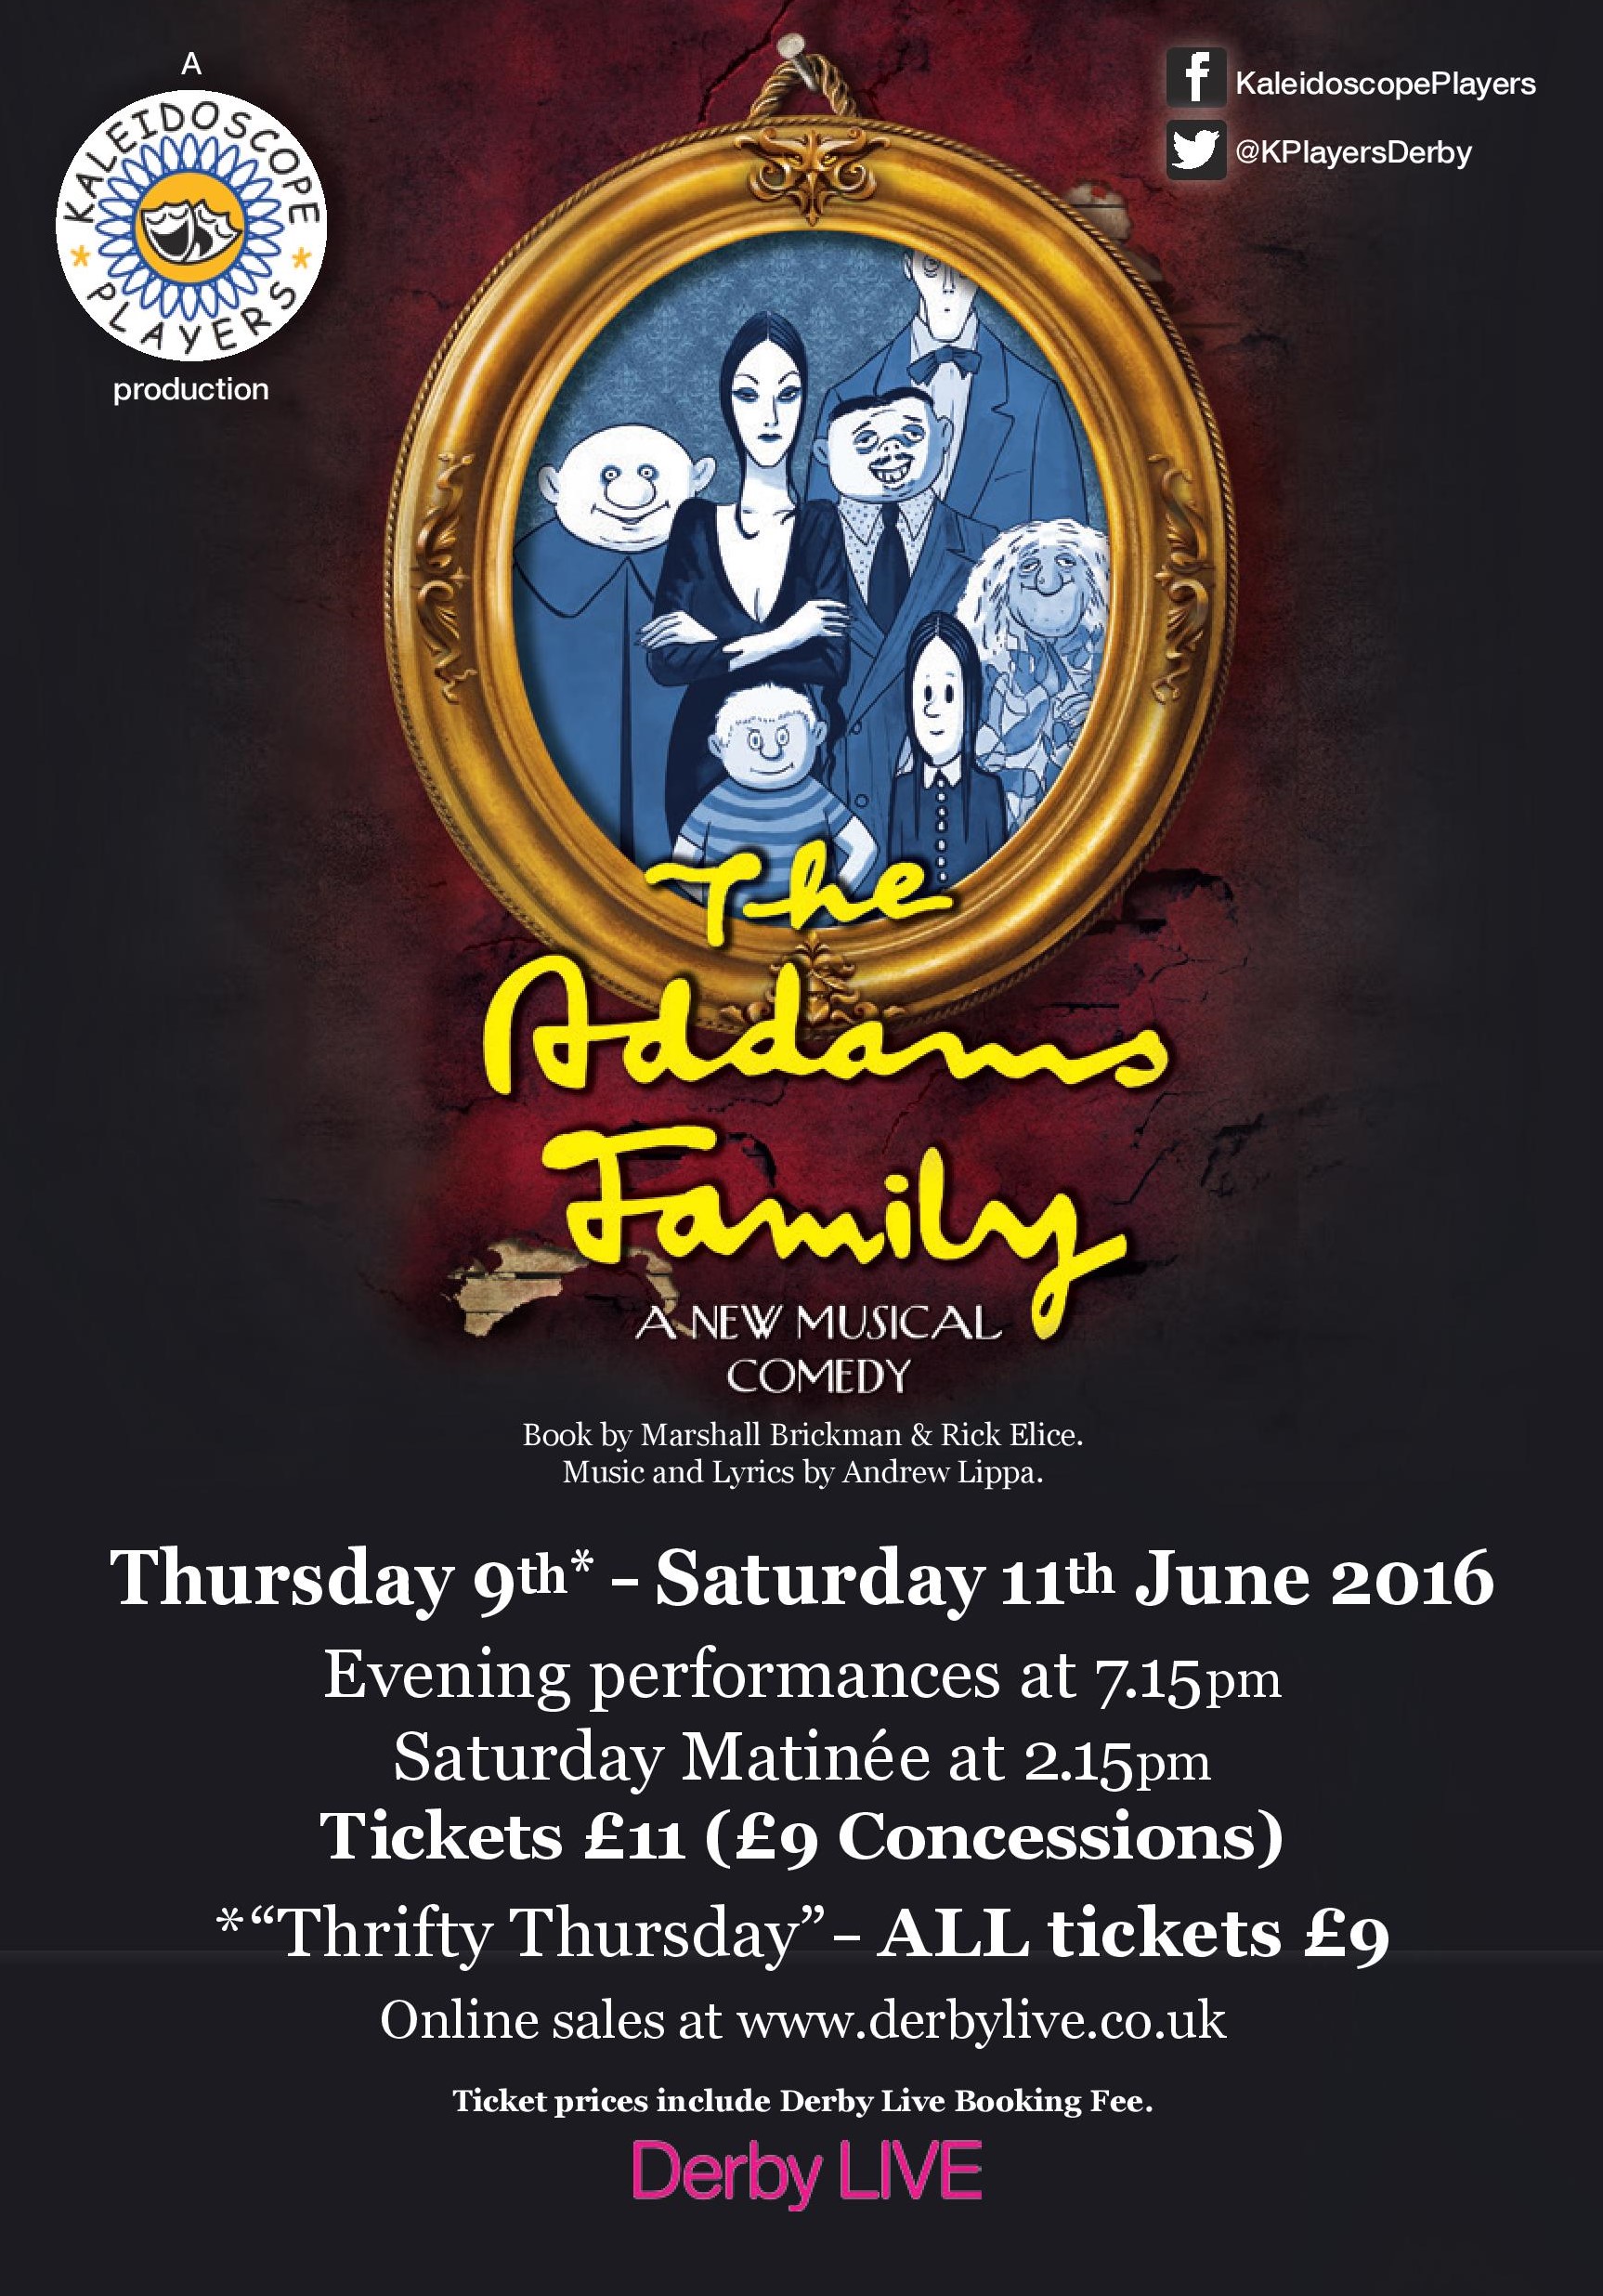 A
KALEIDOSCOPE
PLAYERS
production
KaleidoscopePlayers
@KPlayersDerby
The
Addams
Family
A NEW MUSICAL
COMEDY
Book by Marshall Brickman & Rick Elice.
Music and Lyrics by Andrew Lippa.
Thursday 9th* – Saturday 11th June 2016
Evening performances at 7.15pm
Saturday Matinée at 2.15pm
Tickets £11 (£9 Concessions)
*“Thrifty Thursday” – ALL tickets £9
Online sales at www.derbylive.co.uk
Ticket prices include Derby Live Booking Fee.
Derby LIVE